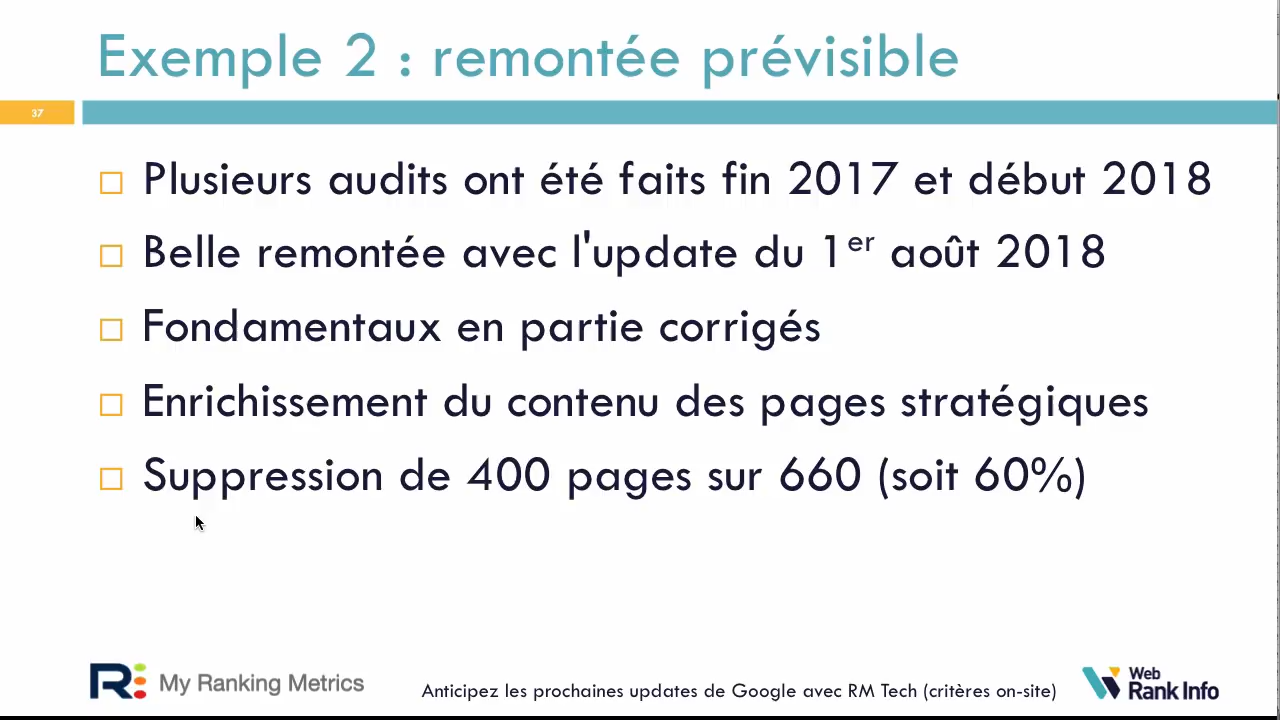 Exemple 2 : remontée prévisible
37
Plusieurs audits ont été faits fin 2017 et début 2018
Belle remontée avec l'update du 1er août 2018
Fondamentaux en partie corrigés
Enrichissement du contenu des pages stratégiques
Suppression de 400 pages sur 660 (soit 60%)
R My Ranking Metrics
Anticipez les prochaines updates de Google avec RM Tech (critères on-site)
Web
Rank Info